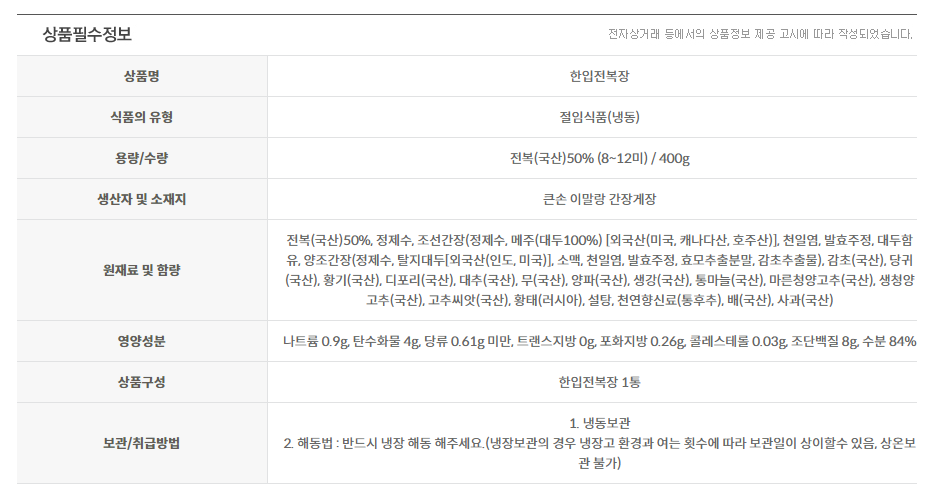 상품필수정보
전자상거래 등에서의 상품정보 제공 고시에 따라 작성되었습니다.
상품명
한입전복장
식품의 유형
절임식품(냉동)
용량/수량
전복(국산)50% (8~12미) / 400g
생산자 및 소재지
큰손 이말랑 간장게장
원재료 및 함량
전복(국산)50%, 정제수, 조선간장(정제수, 메주(대두100%) [외국산(미국, 캐나다산, 호주산)], 천일염, 발효주정, 대두함
유, 양조간장(정제수, 탈지대두[외국산(인도, 미국)], 소맥, 천일염, 발효주정, 효모추출분말, 감초추출물), 감초(국산), 당귀
(국산), 황기(국산), 디포리(국산), 대추(국산), 무(국산), 양파(국산), 생강(국산), 통마늘(국산), 마른청양고추(국산), 생청양
고추(국산), 고추씨앗(국산), 황태(러시아), 설탕, 천연향신료(통후추), 배(국산), 사과(국산)
영양성분
나트륨 0.9g, 탄수화물 4g, 당류 0.61g 미만, 트랜스지방 0g, 포화지방 0.26g, 콜레스테롤 0.03g, 조단백질 8g, 수분 84%
상품구성
한입전복장 1통
보관/취급방법
1. 냉동보관
2. 해동법 : 반드시 냉장 해동 해주세요.(냉장보관의 경우 냉장고 환경과 여는 횟수에 따라 보관일이 상이할수 있음, 상온보
관 불가)